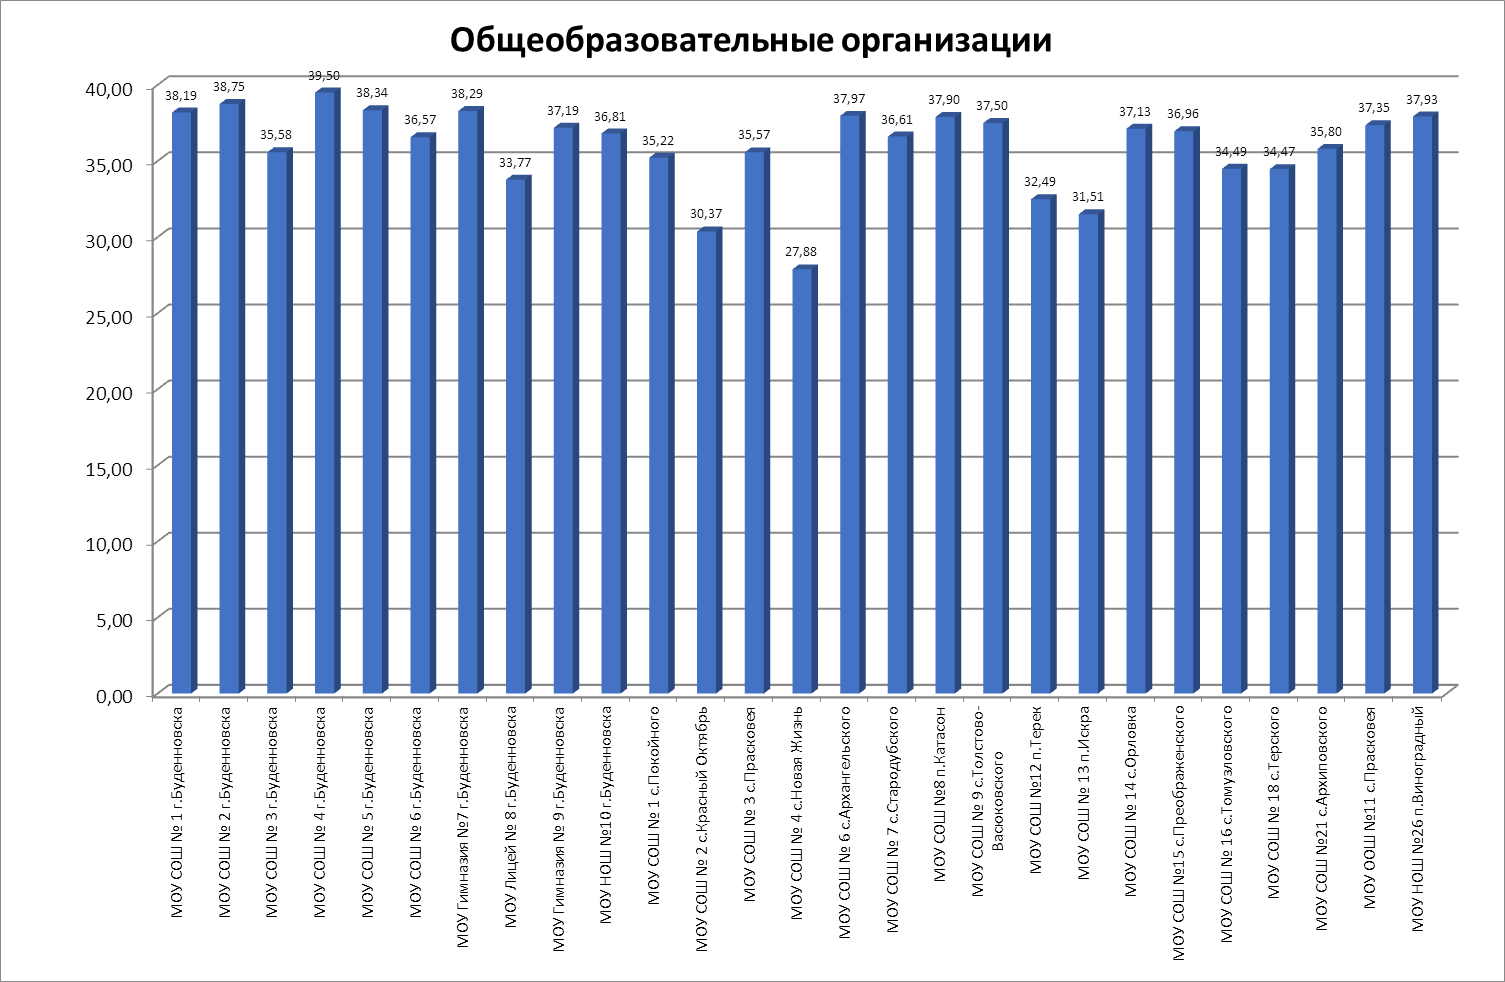 Общеобразовательные организации
40,00
35,00
30,00
25,00
20,00
15,00
10,00
5,00
0,00
38,19
38,75
35,58
39,50
38,34
36,57
38,29
33,77
37,19
36,81
35,22
30,37
35,57
27,88
37,97
36,61
37,90
37,50
32,49
31,51
37,13
36,96
34,49
34,47
35,80
37,35
37,93
МОУ СОШ № 1 г.Буденновска
МОУ СОШ № 2 г.Буденновска
МОУ СОШ № 3 г.Буденновска
МОУ СОШ № 4 г.Буденновска
МОУ СОШ № 5 г.Буденновска
МОУ СОШ № 6 г.Буденновска
МОУ Гимназия №7 г.Буденновска
МОУ Лицей № 8 г.Буденновска
МОУ Гимназия № 9 г.Буденновска
МОУ НОШ №10 г.Буденновска
МОУ СОШ № 1 с.Покойного
МОУ СОШ № 2 с.Красный Октябрь
МОУ СОШ № 3 с.Прасковея
МОУ СОШ № 4 с.Новая Жизнь
МОУ СОШ № 6 с.Архангельского
МОУ СОШ № 7 с.Стародубского
МОУ СОШ №8 п.Катасон
МОУ СОШ № 9 с.Толстово-
Васюковского
МОУ СОШ №12 п.Терек
МОУ СОШ № 13 п.Искра
МОУ СОШ № 14 с.Орловка
МОУ СОШ №15 с.Преображенского
МОУ СОШ № 16 с.Томузловского
МОУ СОШ № 18 с.Терского
МОУ СОШ №21 с.Архиповского
МОУ ООШ №11 с.Прасковея
МОУ НОШ №26 п.Виноградный